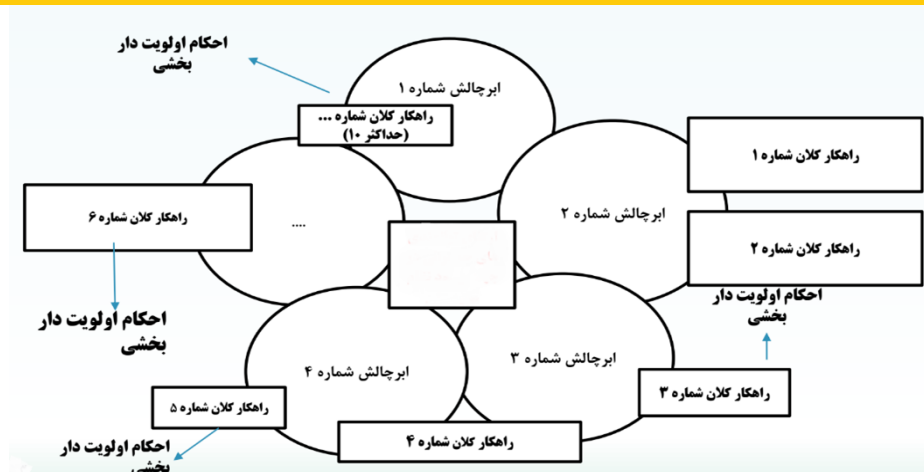 احکام اولویت دار
بخشی
ابرچالش شماره ۱
راهکار کلان شماره ...
(حداکثر ۱۰)
راهکار کلان شماره ۱
ابرچالش شماره ۲
راهکار کلان شماره ۶
....
راهکار کلان شماره ۲
احکام اولویت دار
بخشی
احکام اولویت دار
بخشی
ابرچالش شماره ۳
ابرچالش شماره ۴
راهکار کلان شماره ۳
راهکار کلان شماره ۵
راهکار کلان شماره ۴
احکام اولویت دار
بخشی